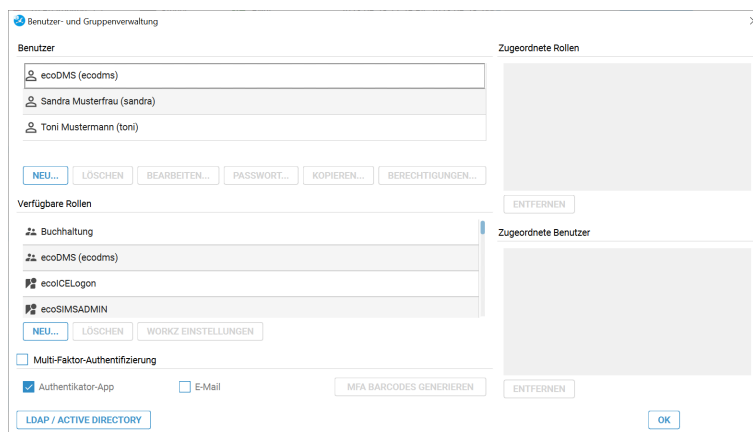 Benutzer- und Gruppenverwaltung
Benutzer
ecoDMS (ecodms)
Sandra Musterfrau (sandra)
Toni Mustermann (toni)
NEU... LÖSCHEN BEARBEITEN... PASSWORT... KOPIEREN... BERECHTIGUNGEN...
Verfügbare Rollen
Buchhaltung
ecoDMS (ecodms)
ecoICELogon
ecoSIMSADMIN
NEU... LÖSCHEN WORKZ EINSTELLUNGEN
Multi-Faktor-Authentifizierung
Authentikator-App E-Mail MFA BARCODES GENERIEREN
LDAP / ACTIVE DIRECTORY
Zugeordnete Rollen
ENTFERNEN
Zugeordnete Benutzer
ENTFERNEN
OK